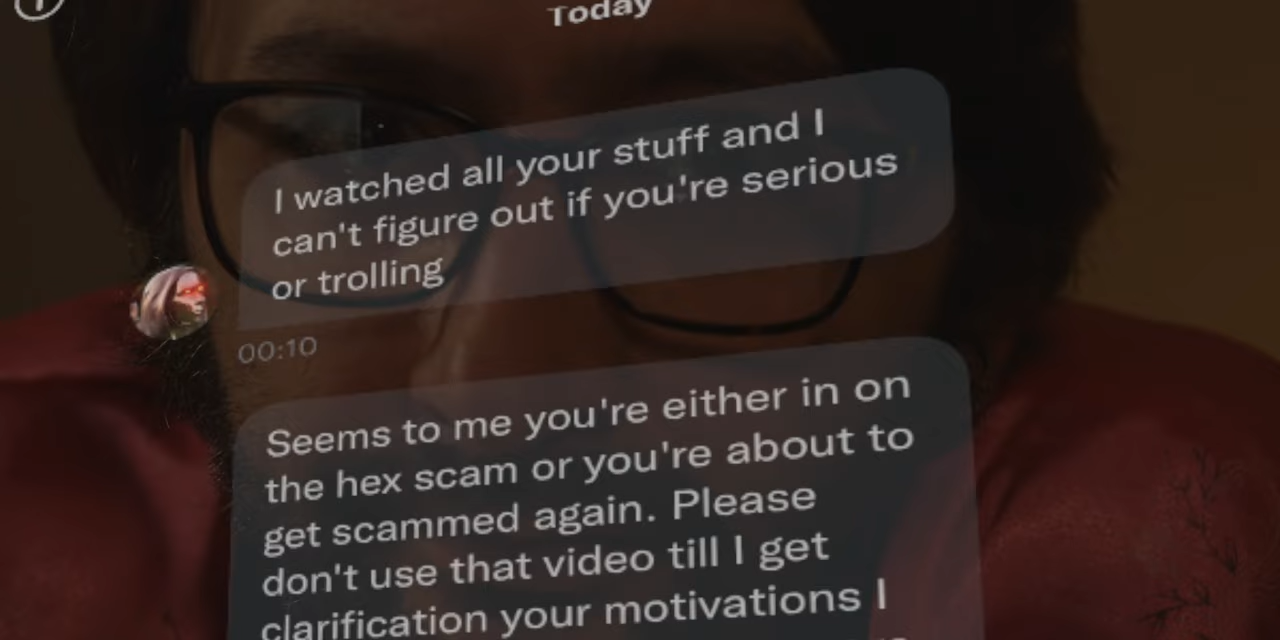 Today
I watched all your stuff and I
can't figure out if you're serious
or trolling
00:10
Seems to me you're either in on
the hex scam or you're about to
get scammed again. Please
don't use that video till I get
clarification your motivations I